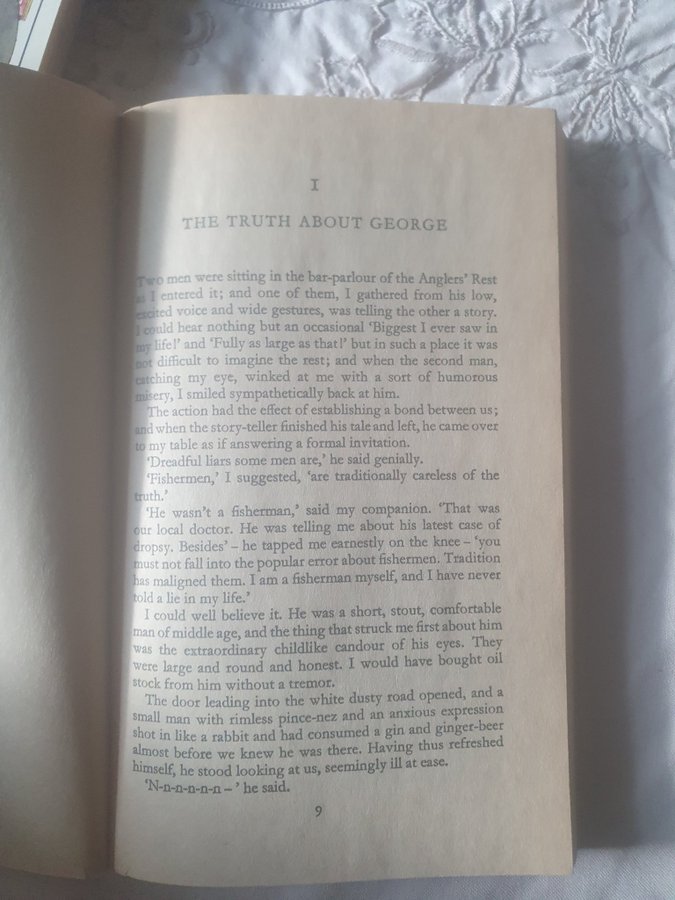 I
THE TRUTH ABOUT GEORGE
Two men were sitting in the bar-parlour of the Anglers' Rest
as I entered it; and one of them, I gathered from his low,
excited voice and wide gestures, was telling the other a story.
I could hear nothing but an occasional 'Biggest I ever saw in
my life!' and 'Fully as large as that!' but in such a place it was
not difficult to imagine the rest; and when the second man,
catching my eye, winked at me with a sort of humorous
misery, I smiled sympathetically back at him.
The action had the effect of establishing a bond between us;
and when the story-teller finished his tale and left, he came over
to my table as if answering a formal invitation.
'Dreadful liars some men are,' he said genially.
'Fishermen,' I suggested, 'are traditionally careless of the
truth.'
'He wasn't a fisherman,' said my companion. 'That was
our local doctor. He was telling me about his latest case of
dropsy. Besides' – he tapped me earnestly on the knee – 'you
must not fall into the popular error about fishermen. Tradition
has maligned them. I am a fisherman myself, and I have never
told a lie in my life.'
I could well believe it. He was a short, stout, comfortable
man of middle age, and the thing that struck me first about him
was the extraordinary childlike candour of his eyes. They
were large and round and honest. I would have bought oil
stock from him without a tremor.
The door leading into the white dusty road opened, and a
small man with rimless pince-nez and an anxious expression
shot in like a rabbit and had consumed a gin and ginger-beer
almost before we knew he was there. Having thus refreshed
himself, he stood looking at us, seemingly ill at ease.
'N-n-n-n-n-n – ' he said.
9